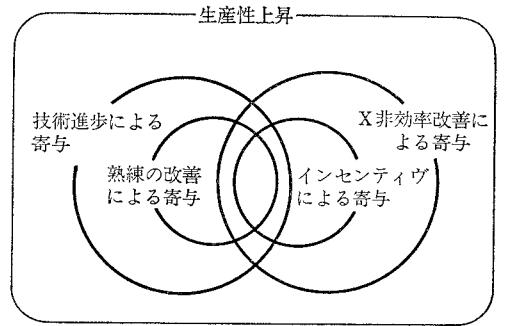 生産性上昇
技術進歩による
寄与
X非効率改善に
よる寄与
熟練の改善
による寄与
インセンティヴ
による寄与